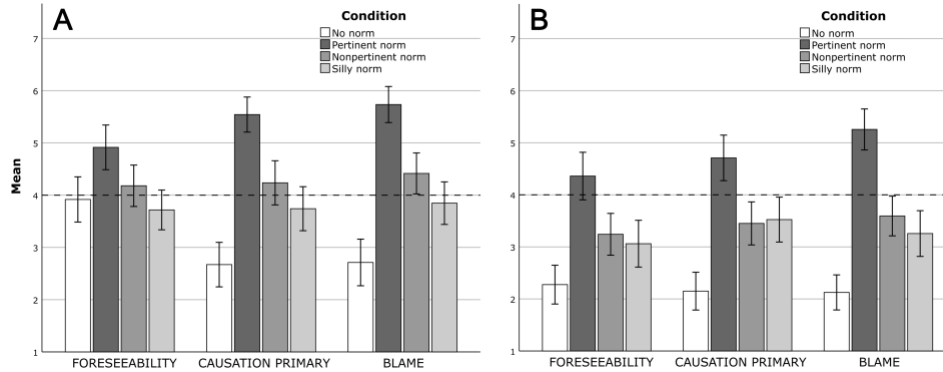 A
Condition
No norm
Pertinent norm
Nonpertinent norm
Silly norm
Mean
7
6
5
4
3
2
1
FORESEEABILITY CAUSATION PRIMARY BLAME
B
Condition
No norm
Pertinent norm
Nonpertinent norm
Silly norm
7
6
5
4
3
2
1
FORESEEABILITY CAUSATION PRIMARY BLAME